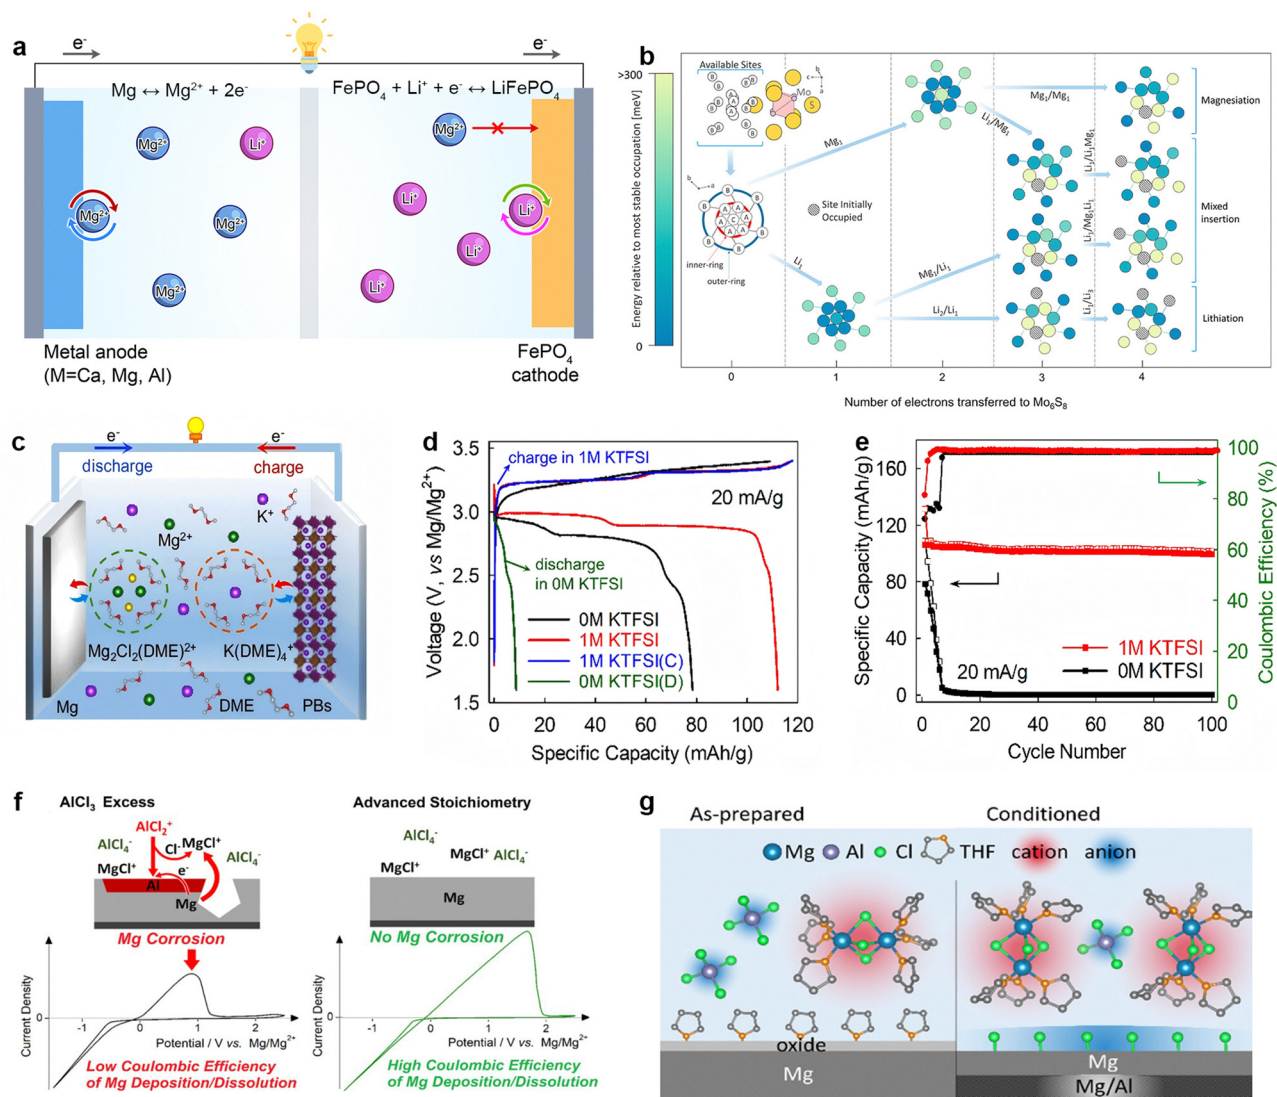 a
e⁻
e⁻
Mg ↔ Mg²⁺ + 2e⁻
FePO₄ + Li⁺ + e⁻ ↔ LiFePO₄
Mg²⁺
Li⁺
Mg²⁺
Mg²⁺
Mg²⁺
Li⁺
Li⁺
Li⁺
Mg²⁺
Li⁺
Metal anode
(M=Ca, Mg, Al)
FePO₄
cathode
b
>300
Energy relative to most stable occupation [meV]
0
Available Sites
Mo
S
c
b
a
b
a
inner-ring
outer-ring
Site Initially
Occupied
Mg₁
Li₁
Mg₁/Mg₁
Li₁/Mg₁
Mg₁/Li₁
Li₂/Li₁
Li₁/Li₁Mg₁
Li₁/Mg₁Li₁
Li₁/Li₃
Magnesiation
Mixed
insertion
Lithiation
0
1
2
3
4
Number of electrons transferred to Mo₆S₈
c
e⁻
e⁻
discharge
charge
K⁺
Mg²⁺
Mg₂Cl₂(DME)²⁺
K(DME)₄⁺
Mg
DME
PBs
d
3.5
3.0
2.5
2.0
1.5
Voltage (V, vs Mg/Mg²⁺)
charge in 1M KTFSI
20 mA/g
discharge
in 0M KTFSI
0M KTFSI
1M KTFSI
1M KTFSI(C)
0M KTFSI(D)
0 20 40 60 80 100 120
Specific Capacity (mAh/g)
e
160
120
80
40
0
Specific Capacity (mAh/g)
100
80
60
40
20
0
Coulombic Efficiency (%)
1M KTFSI
0M KTFSI
20 mA/g
0 20 40 60 80 100
Cycle Number
f
AlCl₃ Excess
AlCl₂⁺
AlCl₄⁻
Cl⁻
MgCl⁺
AlCl₄⁻
MgCl⁺
Al
e⁻
Mg
Mg Corrosion
Current Density
0
-1 0 1 2
Potential / V vs. Mg/Mg²⁺
Low Coulombic Efficiency
of Mg Deposition/Dissolution
Advanced Stoichiometry
AlCl₄⁻
MgCl⁺
AlCl₄⁻
MgCl⁺
Mg
No Mg Corrosion
Current Density
0
-1 0 1 2
Potential / V vs. Mg/Mg²⁺
High Coulombic Efficiency
of Mg Deposition/Dissolution
g
As-prepared
Conditioned
Mg Al Cl THF cation anion
oxide
Mg
Mg
Mg/Al